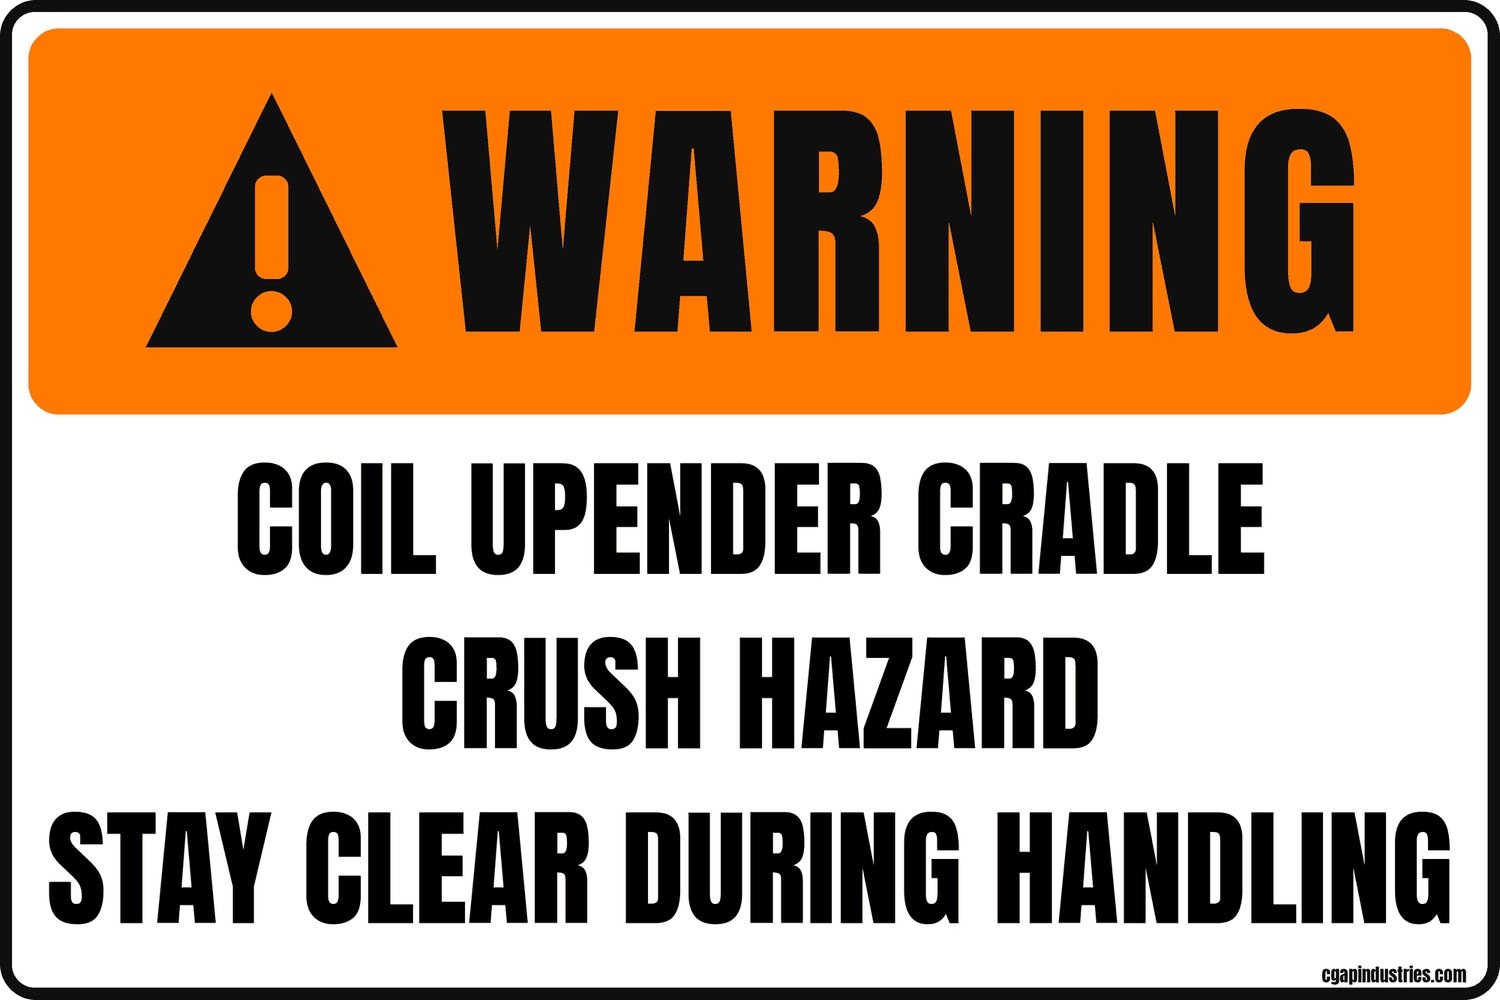 WARNING
COIL UPENDER CRADLE
CRUSH HAZARD
STAY CLEAR DURING HANDLING
cgapindustries.com